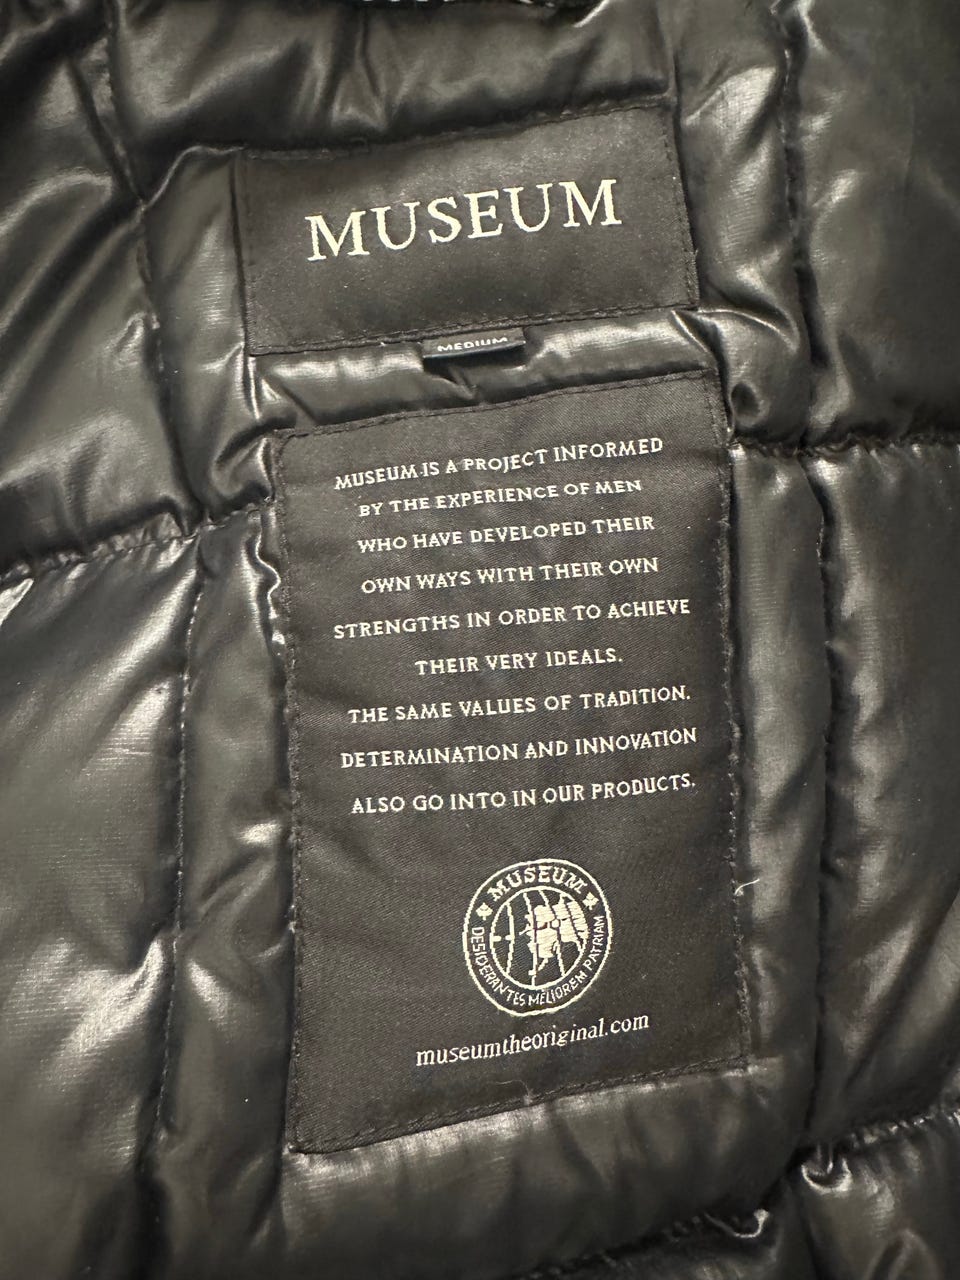 MUSEUM
MEDIUM
MUSEUM IS A PROJECT INFORMED
BY THE EXPERIENCE OF MEN
WHO HAVE DEVELOPED THEIR
OWN WAYS WITH THEIR OWN
STRENGTHS IN ORDER TO ACHIEVE
THEIR VERY IDEALS.
THE SAME VALUES OF TRADITION.
DETERMINATION AND INNOVATION
ALSO GO INTO IN OUR PRODUCTS.
MUSEUM
DESIDERANTES MELIOREM PATRIAM
museumtheoriginal.com